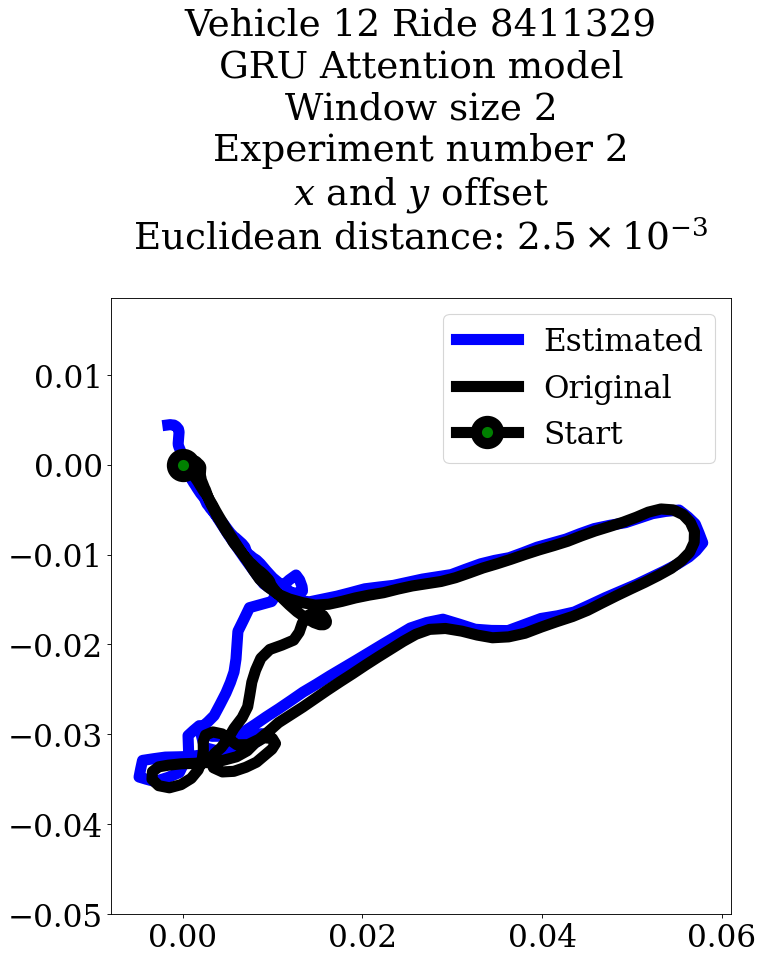 Vehicle 12 Ride 8411329
GRU Attention model
Window size 2
Experiment number 2
x and y offset
Euclidean distance: 2.5 × 10⁻³
Estimated
Original
Start
0.01
0.00
−0.01
−0.02
−0.03
−0.04
−0.05
0.00 0.02 0.04 0.06